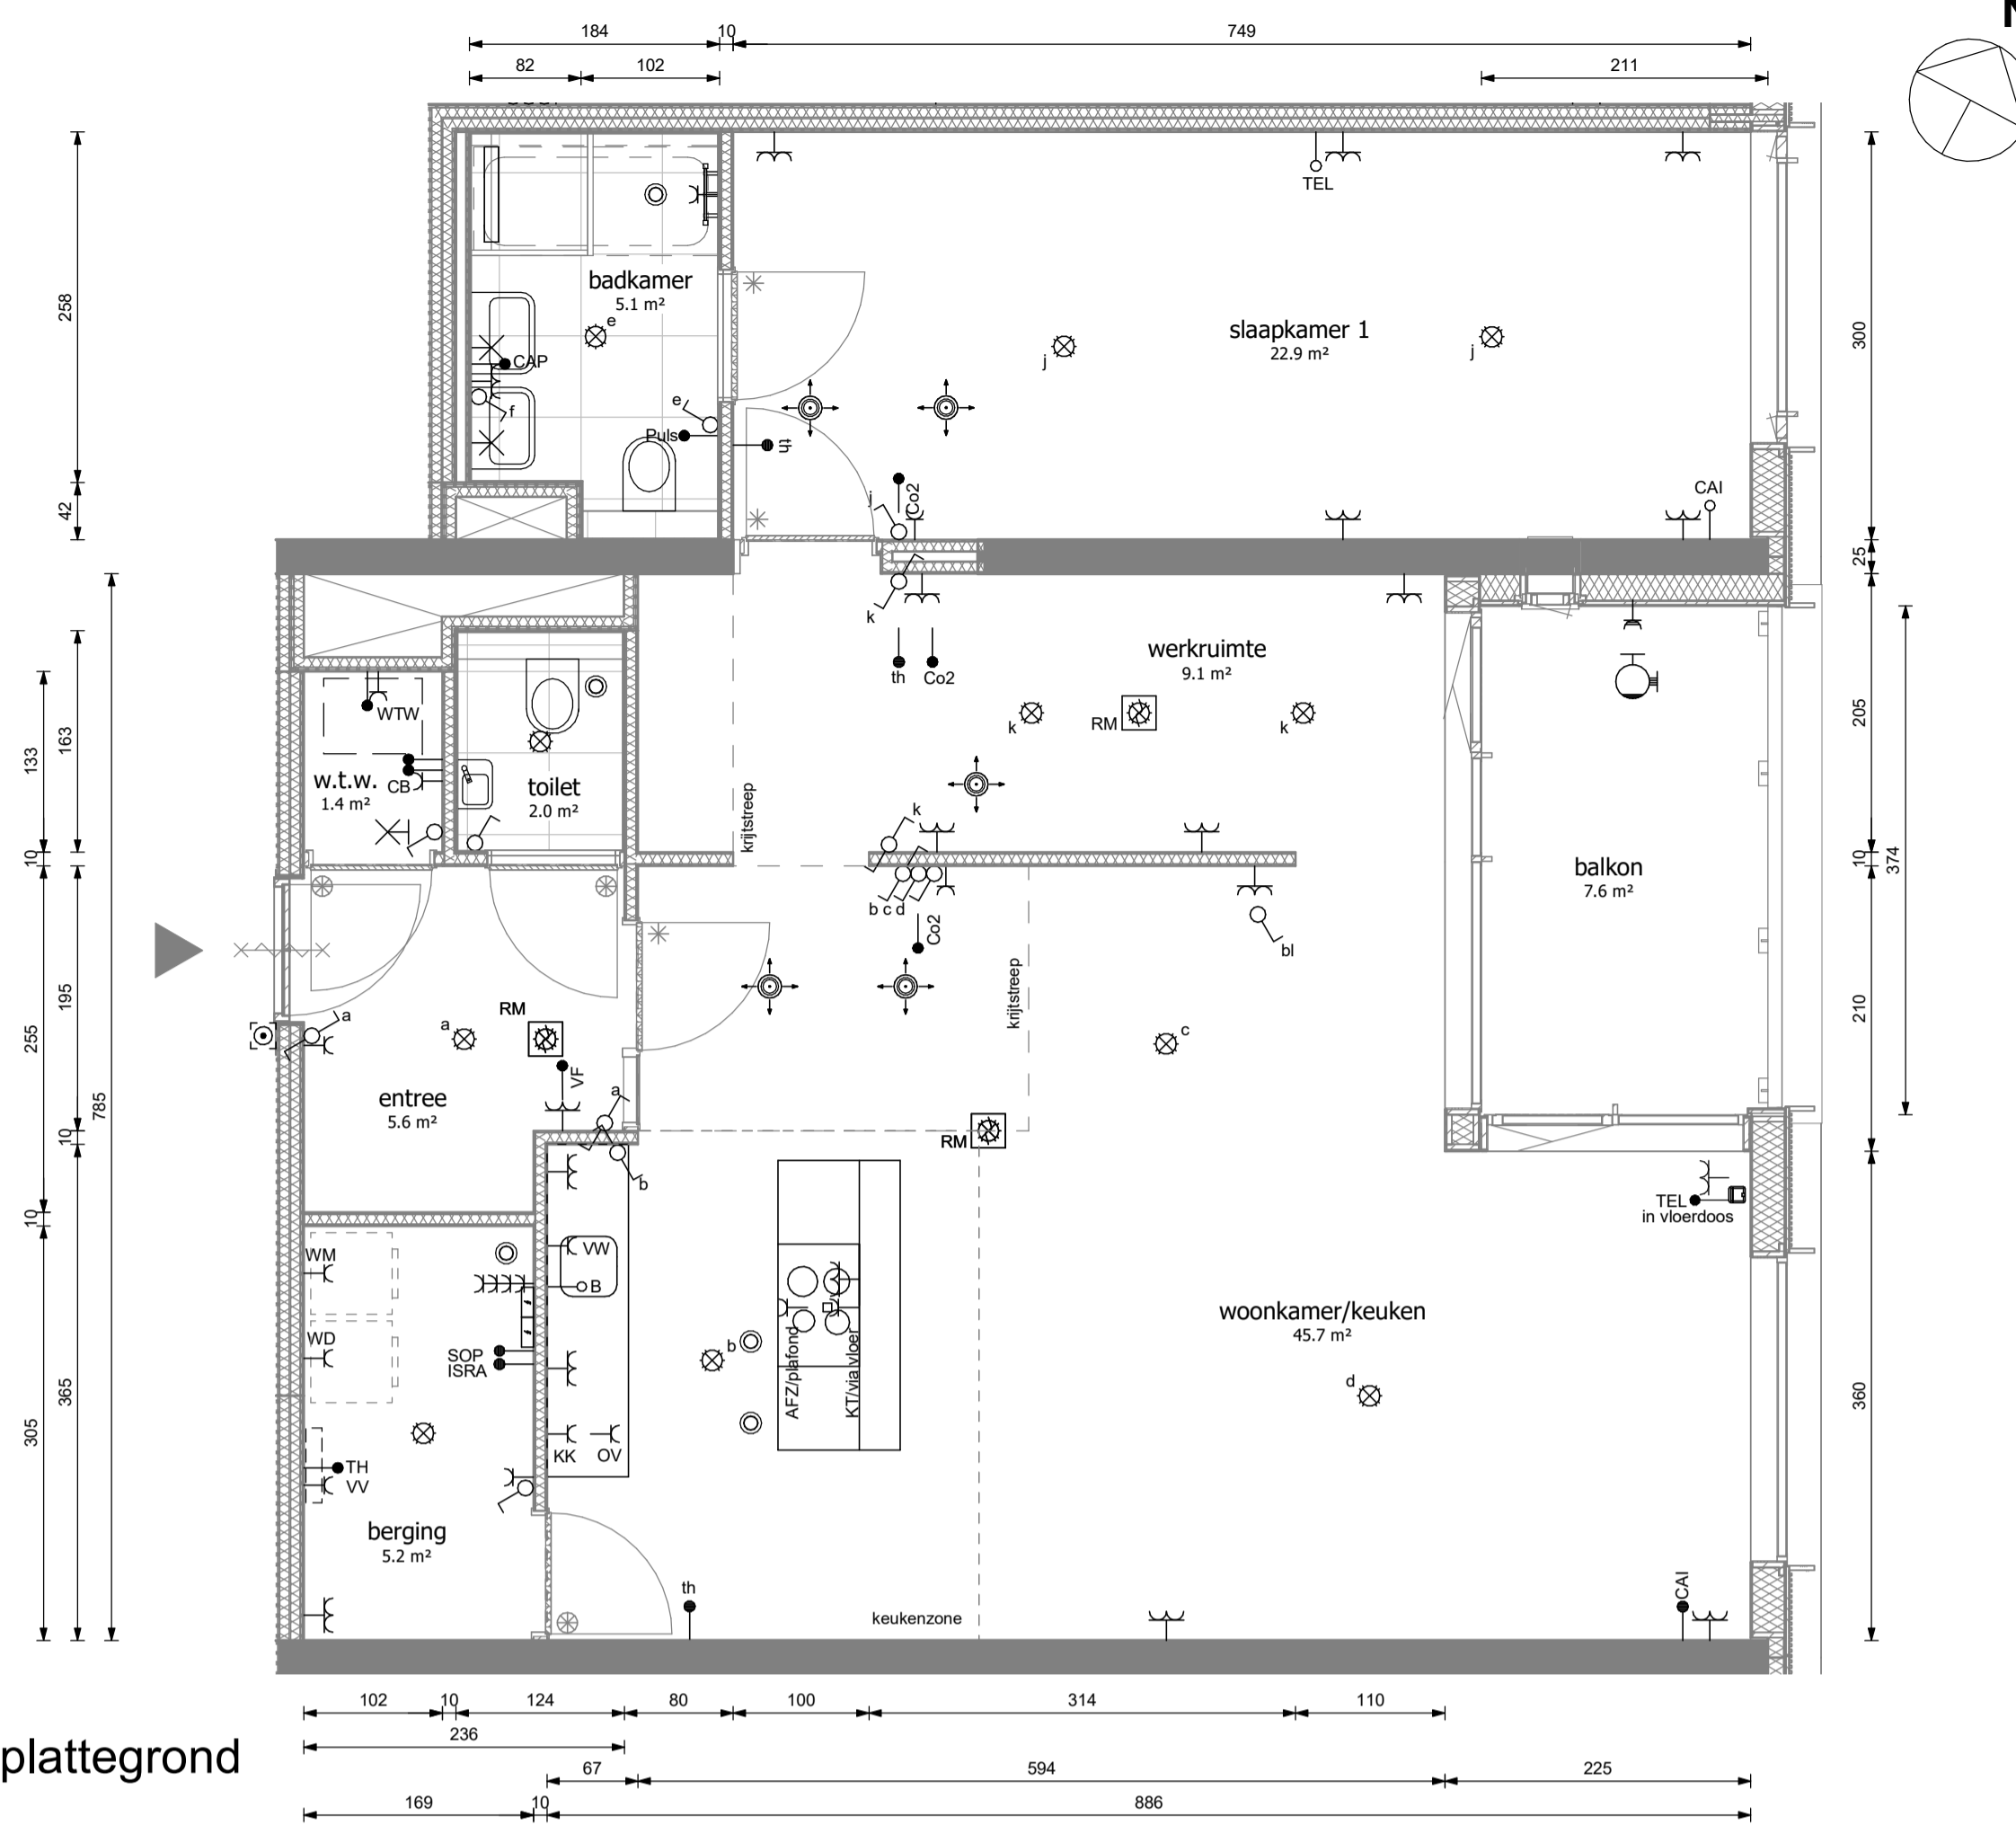 N
184
10
749
82
102
211
TEL
258
badkamer
5.1 m²
e
slaapkamer 1
22.9 m²
300
j
j
CAP
f
e
Puls
th
42
j
Co2
CAI
25
k
werkruimte
9.1 m²
th
Co2
WTW
k
RM
k
205
133
163
w.t.w.
1.4 m²
CB
toilet
2.0 m²
krijtstreep
k
balkon
7.6 m²
374
10
10
b c d
Co2
bl
195
krijtstreep
RM
a
a
c
210
255
785
VF
entree
5.6 m²
a
10
RM
b
TEL
in vloerdoos
10
WM
VW
B
woonkamer/keuken
45.7 m²
WD
SOP
ISRA
b
AFZ/plafond
KT/via vloer
d
365
305
360
KK
OV
TH
VV
berging
5.2 m²
th
CAI
keukenzone
102
10
124
80
100
314
110
236
plattegrond
67
594
225
169
10
886